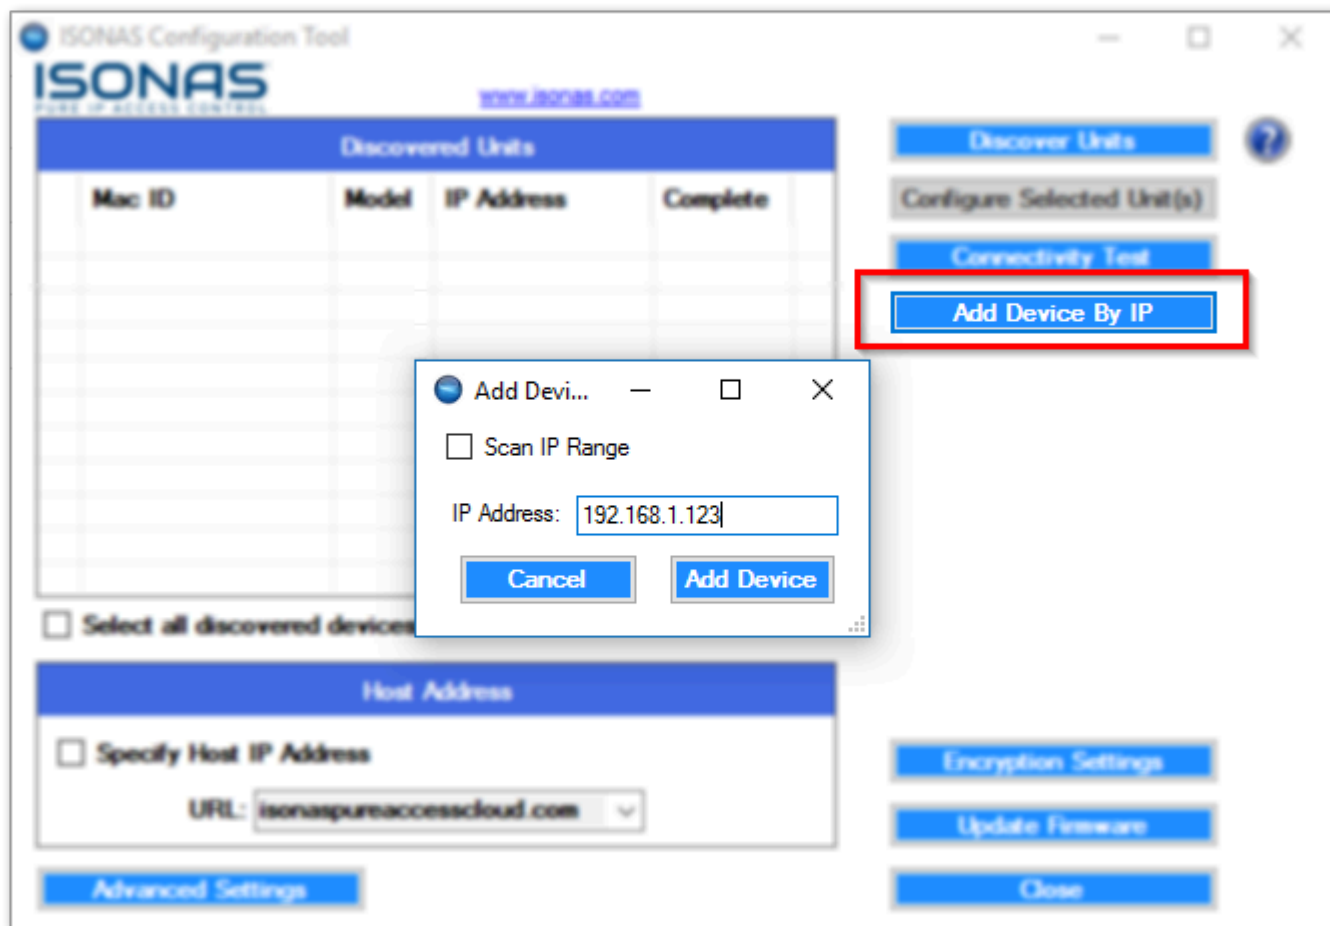 ISONAS Configuration Tool
ISONAS
PURE IP ACCESS CONTROL
www.isonas.com
Discovered Units
Mac ID Model IP Address Complete
Discover Units
?
Configure Selected Unit(s)
Connectivity Test
Add Device By IP
Add Devi...
Scan IP Range
IP Address: 192.168.1.123
Cancel Add Device
Select all discovered devices
Host Address
Specify Host IP Address
URL: isonaspureaccesscloud.com
Encryption Settings
Update Firmware
Advanced Settings
Close